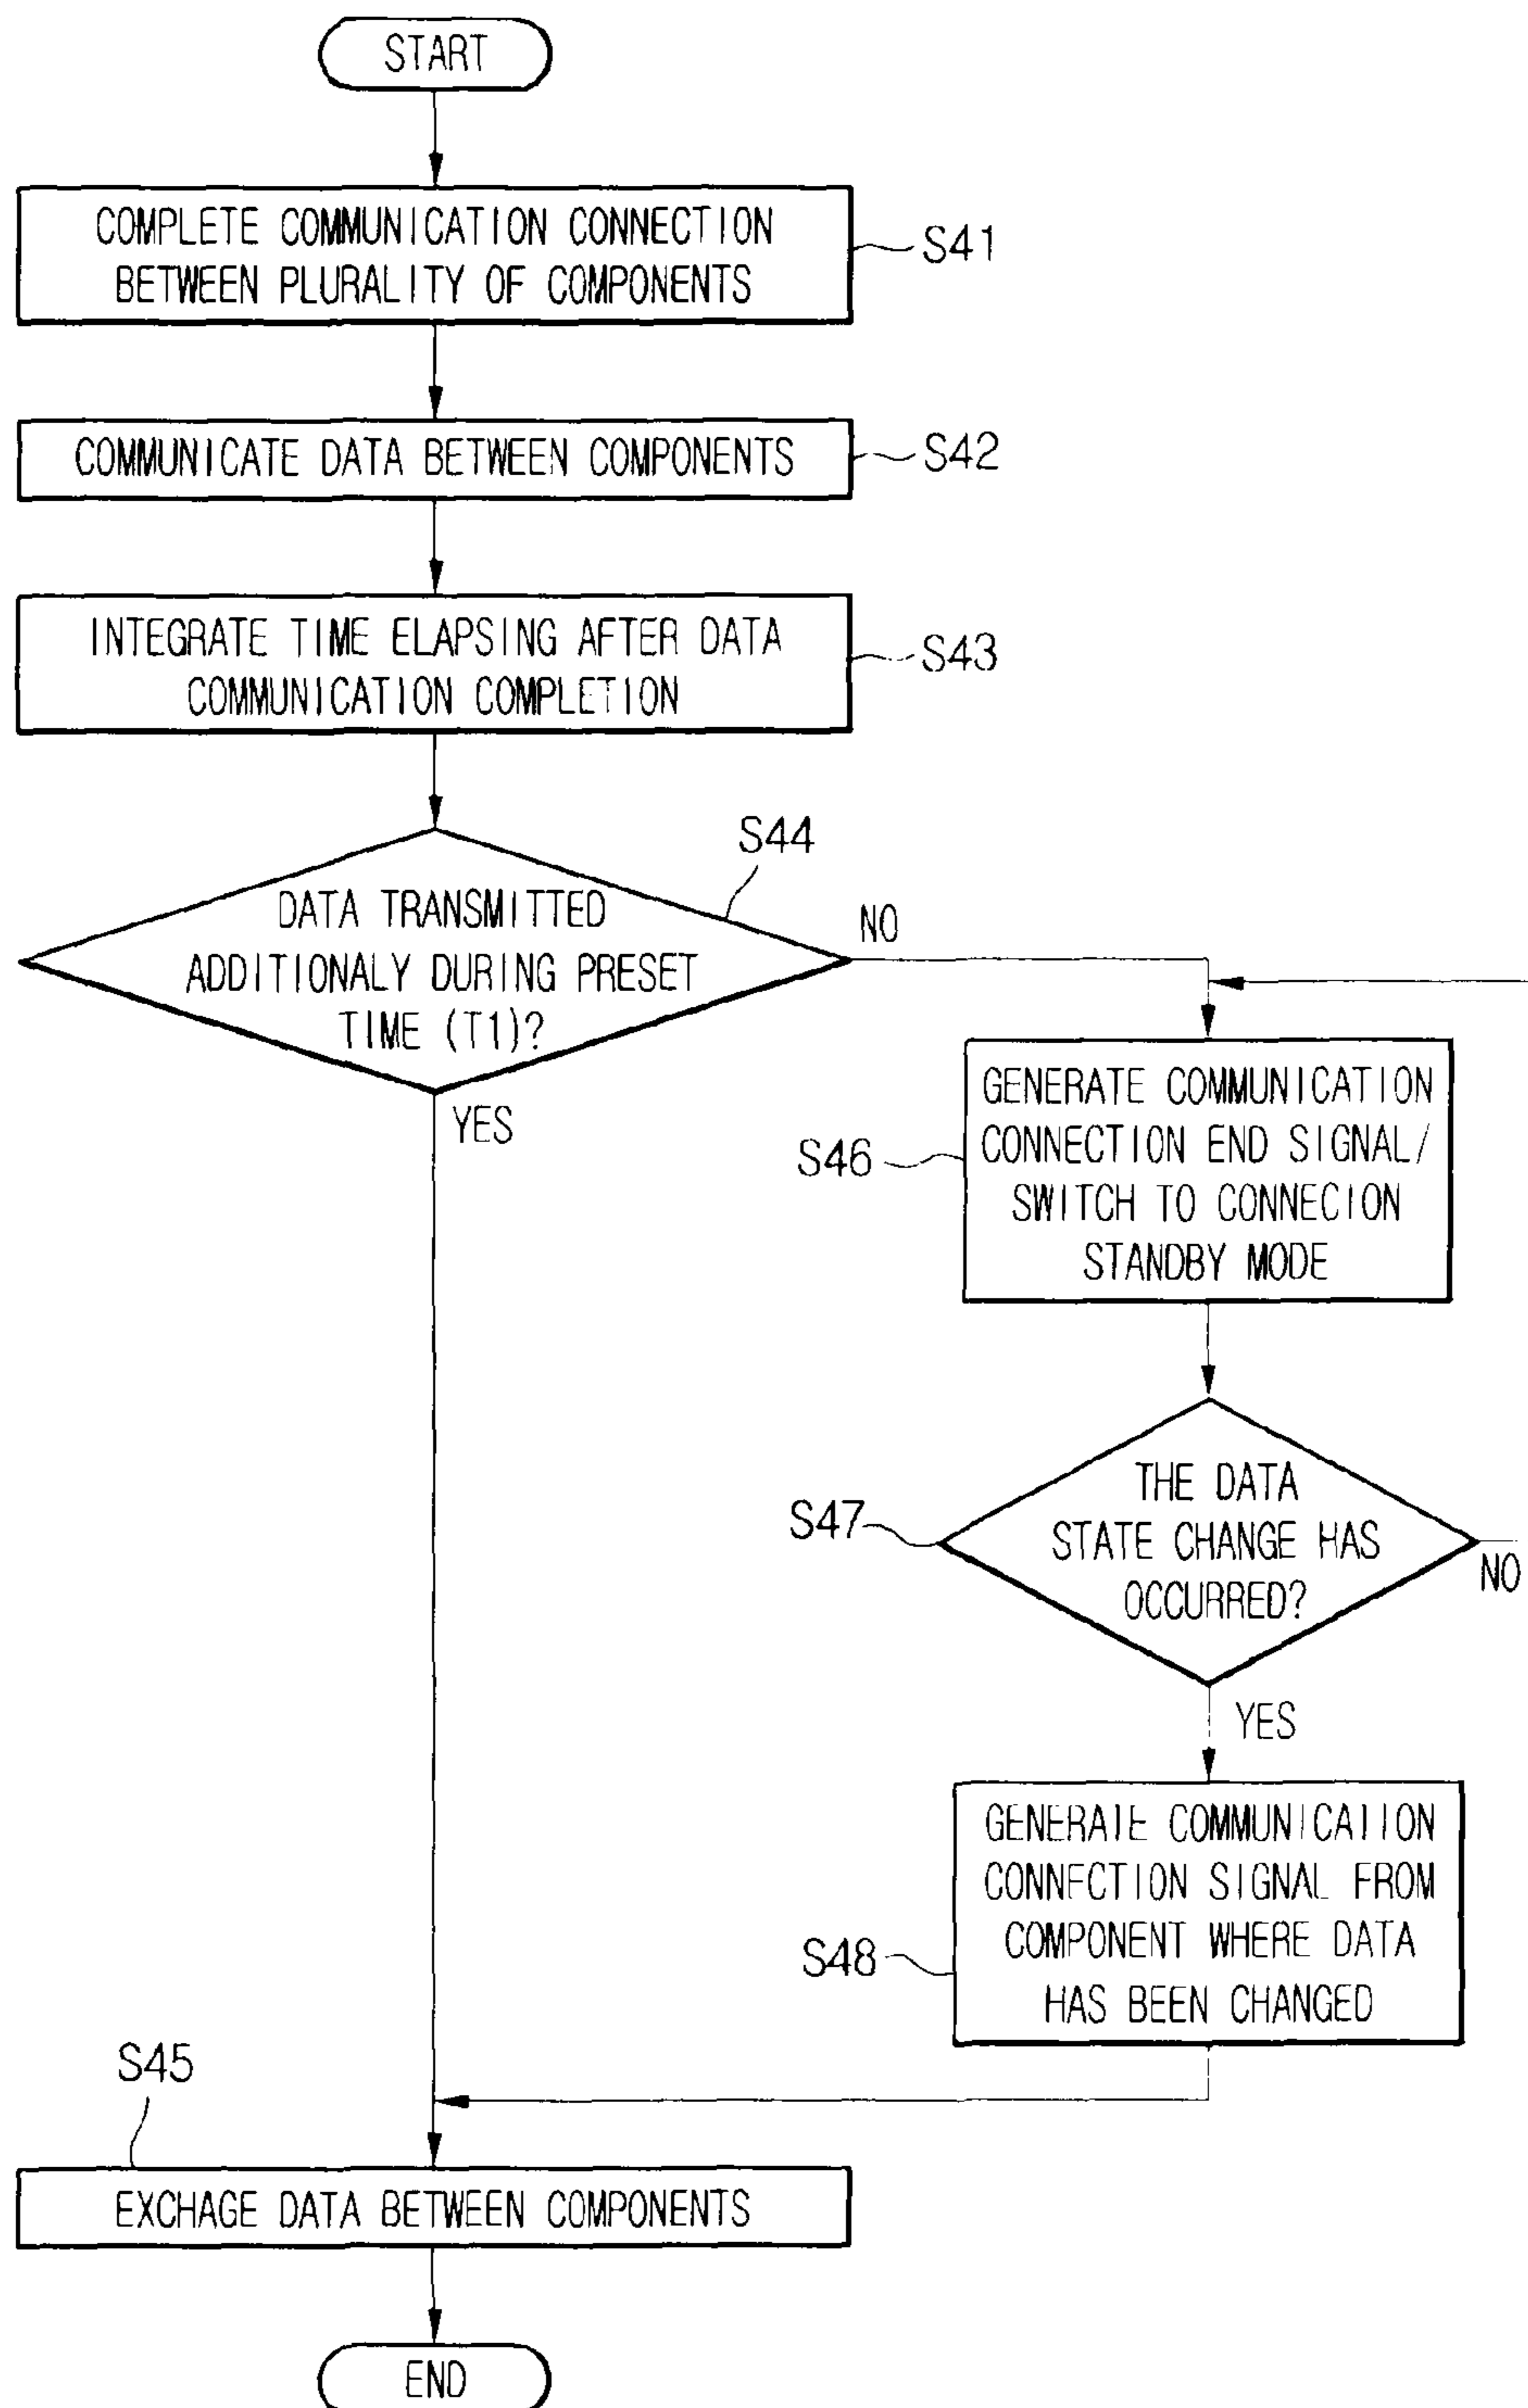 START
COMPLETE COMMUNICATION CONNECTION
BETWEEN PLURALITY OF COMPONENTS
S41
COMMUNICATE DATA BETWEEN COMPONENTS
S42
INTEGRATE TIME ELAPSING AFTER DATA
COMMUNICATION COMPLETION
S43
S44
DATA TRANSMITTED
ADDITIONALY DURING PRESET
TIME (T1)?
NO
YES
GENERATE COMMUNICATION
CONNECTION END SIGNAL/
SWITCH TO CONNECION
STANDBY MODE
S46
THE DATA
STATE CHANGE HAS
OCCURRED?
S47
NO
YES
GENERATE COMMUNICATION
CONNECTION SIGNAL FROM
COMPONENT WHERE DATA
HAS BEEN CHANGED
S48
S45
EXCHAGE DATA BETWEEN COMPONENTS
END